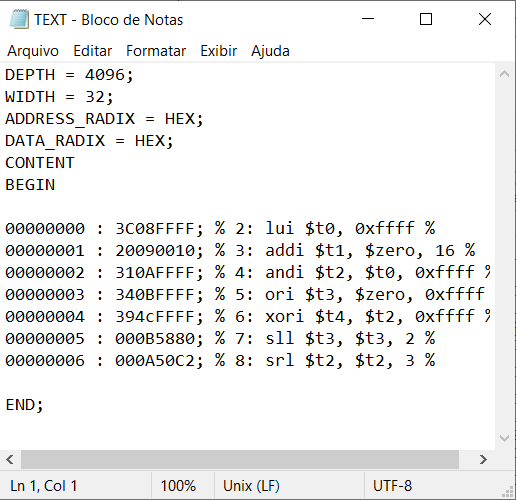 TEXT - Bloco de Notas
Arquivo Editar Formatar Exibir Ajuda
DEPTH = 4096;
WIDTH = 32;
ADDRESS_RADIX = HEX;
DATA_RADIX = HEX;
CONTENT
BEGIN
00000000 : 3C08FFFF; % 2: lui $t0, 0xffff %
00000001 : 20090010; % 3: addi $t1, $zero, 16 %
00000002 : 310AFFFF; % 4: andi $t2, $t0, 0xffff %
00000003 : 340BFFFF; % 5: ori $t3, $zero, 0xffff
00000004 : 394cFFFF; % 6: xori $t4, $t2, 0xffff %
00000005 : 000B5880; % 7: sll $t3, $t3, 2 %
00000006 : 000A50C2; % 8: srl $t2, $t2, 3 %
END;
Ln 1, Col 1 100% Unix (LF) UTF-8